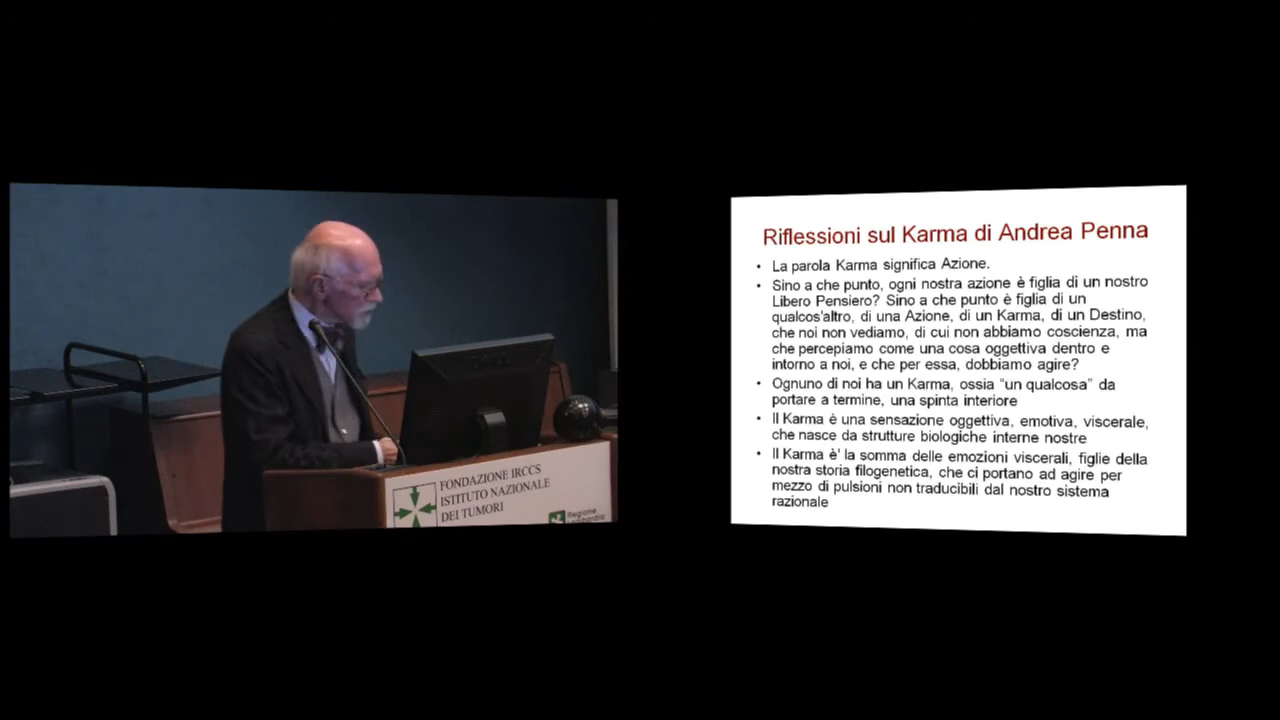 FONDAZIONE IRCCS
ISTITUTO NAZIONALE
DEI TUMORI
Regione
Lombardia
Riflessioni sul Karma di Andrea Penna
• La parola Karma significa Azione.
• Sino a che punto, ogni nostra azione è figlia di un nostro
Libero Pensiero? Sino a che punto è figlia di un
qualcos'altro, di una Azione, di un Karma, di un Destino,
che noi non vediamo, di cui non abbiamo coscienza, ma
che percepiamo come una cosa oggettiva dentro e
intorno a noi, e che per essa, dobbiamo agire?
• Ognuno di noi ha un Karma, ossia “un qualcosa” da
portare a termine, una spinta interiore
• Il Karma è una sensazione oggettiva, emotiva, viscerale,
che nasce da strutture biologiche interne nostre
• Il Karma è' la somma delle emozioni viscerali, figlie della
nostra storia filogenetica, che ci portano ad agire per
mezzo di pulsioni non traducibili dal nostro sistema
razionale